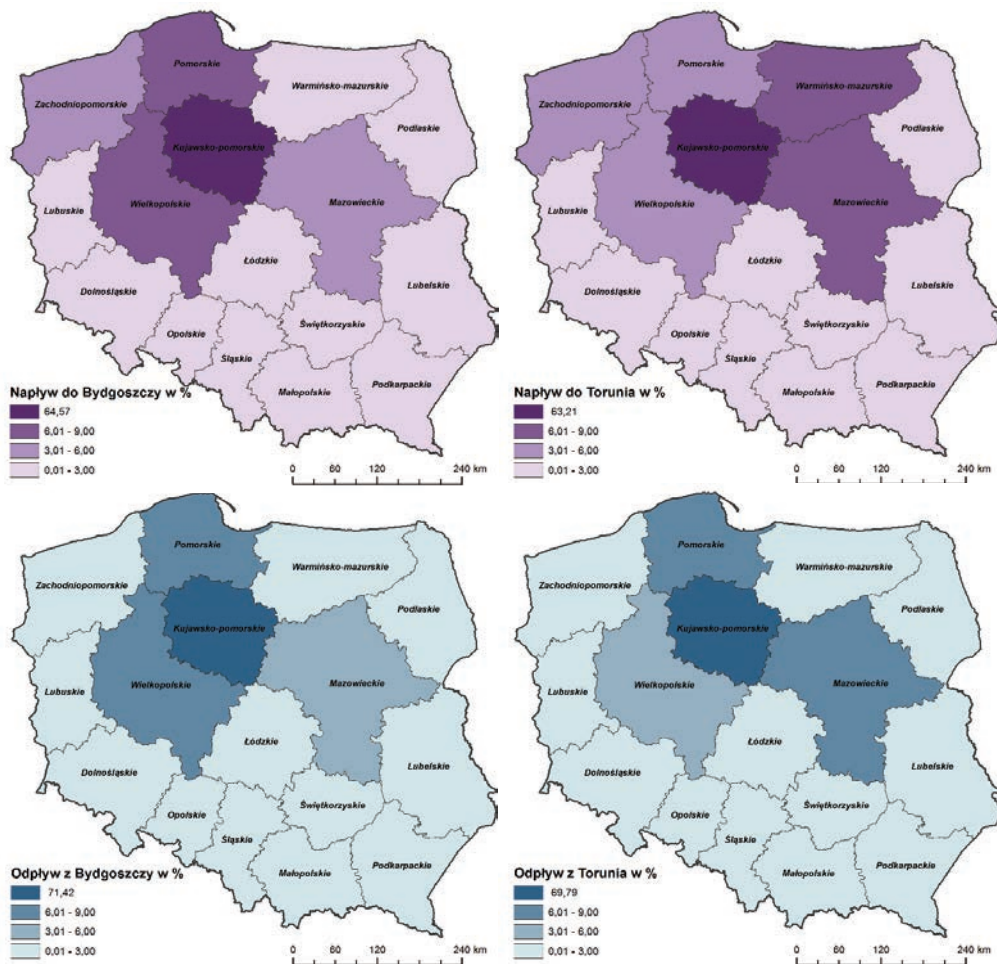 Pomorskie
Warmińsko-mazurskie
Zachodniopomorskie
Podlaskie
Kujawsko-pomorskie
Lubuskie
Wielkopolskie
Mazowieckie
Łódzkie
Dolnośląskie
Lubelskie
Opolskie
Świętkorzyskie
Śląskie
Małopolskie
Podkarpackie
Napływ do Bydgoszczy w %
64,57
6,01 - 9,00
3,01 - 6,00
0,01 - 3,00
0 60 120 240 km
Pomorskie
Warmińsko-mazurskie
Zachodniopomorskie
Podlaskie
Kujawsko-pomorskie
Lubuskie
Wielkopolskie
Mazowieckie
Łódzkie
Dolnośląskie
Lubelskie
Opolskie
Świętkorzyskie
Śląskie
Małopolskie
Podkarpackie
Napływ do Torunia w %
63,21
6,01 - 9,00
3,01 - 6,00
0,01 - 3,00
0 60 120 240 km
Pomorskie
Warmińsko-mazurskie
Zachodniopomorskie
Podlaskie
Kujawsko-pomorskie
Lubuskie
Wielkopolskie
Mazowieckie
Łódzkie
Dolnośląskie
Lubelskie
Opolskie
Świętkorzyskie
Śląskie
Małopolskie
Podkarpackie
Odpływ z Bydgoszczy w %
71,42
6,01 - 9,00
3,01 - 6,00
0,01 - 3,00
0 60 120 240 km
Pomorskie
Warmińsko-mazurskie
Zachodniopomorskie
Podlaskie
Kujawsko-pomorskie
Lubuskie
Wielkopolskie
Mazowieckie
Łódzkie
Dolnośląskie
Lubelskie
Opolskie
Świętkorzyskie
Śląskie
Małopolskie
Podkarpackie
Odpływ z Torunia w %
69,79
6,01 - 9,00
3,01 - 6,00
0,01 - 3,00
0 60 120 240 km